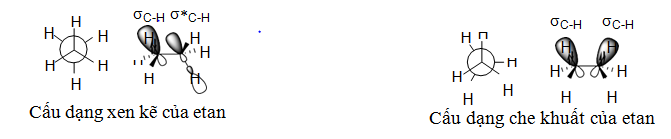 σC-H σ*C-H
σC-H σC-H
H
H H
H H
H
H H
H
H H
H
H
H H
H H
H H
H H
H H
Cấu dạng xen kẽ của etan
Cấu dạng che khuất của etan